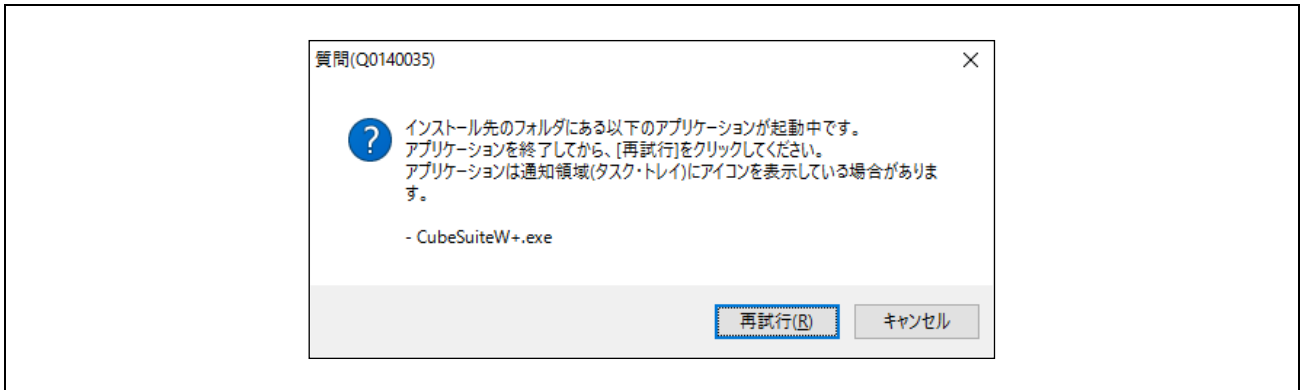 質問(Q0140035)
インストール先のフォルダにある以下のアプリケーションが起動中です。
アプリケーションを終了してから、[再試行]をクリックしてください。
アプリケーションは通知領域(タスク・トレイ)にアイコンを表示している場合がありま
す。
- CubeSuiteW+.exe
再試行(R)
キャンセル